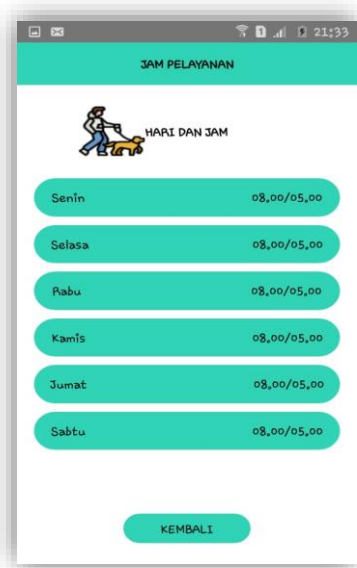 1 21:33
JAM PELAYANAN
HARI DAN JAM
Senin 08.00/05.00
Selasa 08.00/05.00
Rabu 08.00/05.00
Kamis 08.00/05.00
Jumat 08.00/05.00
Sabtu 08.00/05.00
KEMBALI